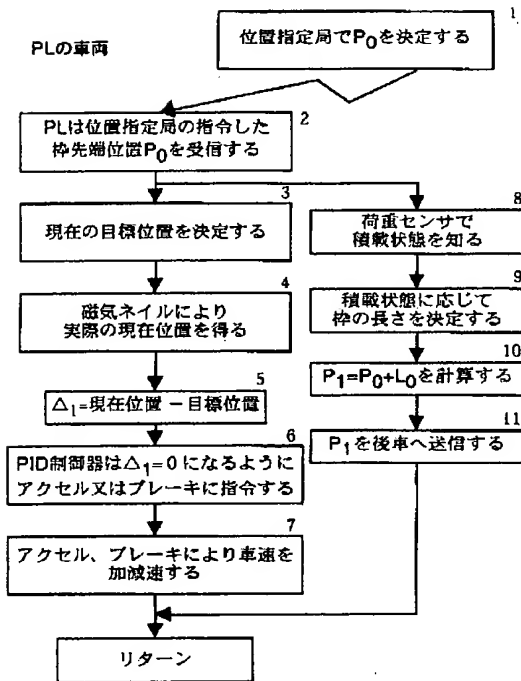 PLの車両
1
位置指定局でP0を決定する
2
PLは位置指定局の指令した
枠先端位置P0を受信する
3
現在の目標位置を決定する
4
磁気ネイルにより
実際の現在位置を得る
5
△1=現在位置－目標位置
6
PID制御器は△1=0になるように
アクセル又はブレーキに指令する
7
アクセル、ブレーキにより車速を
加減速する
8
荷重センサで
積載状態を知る
9
積載状態に応じて
枠の長さを決定する
10
P1=P0+L0を計算する
11
P1を後車へ送信する
リターン